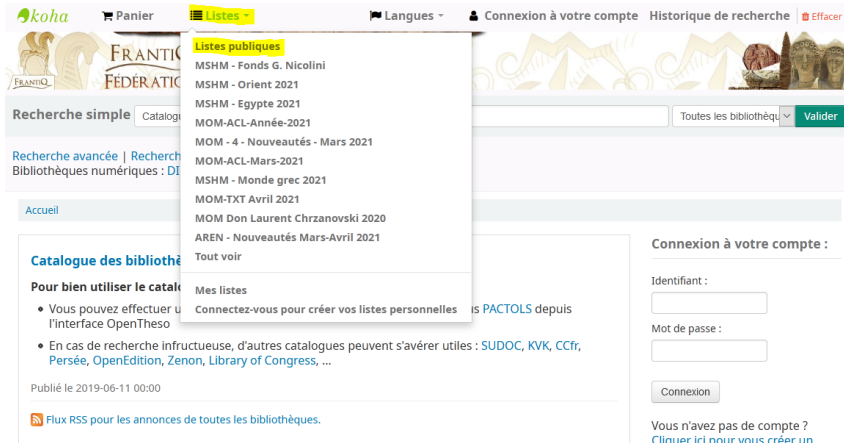 koha Panier Listes Langues Connexion à votre compte Historique de recherche Effacer
FRANTIQ
FÉDÉRATI
FRANTIQ
Listes publiques
MSHM - Fonds G. Nicolini
MSHM - Orient 2021
MSHM - Egypte 2021
MOM-ACL-Année-2021
MOM - 4 - Nouveautés - Mars 2021
MOM-ACL-Mars-2021
MSHM - Monde grec 2021
MOM-TXT Avril 2021
MOM Don Laurent Chrzanovski 2020
AREN - Nouveautés Mars-Avril 2021
Tout voir
Mes listes
Connectez-vous pour créer vos listes personnelles
Recherche simple Catalogu Toutes les bibliothèqu Valider
Recherche avancée | Recherch
Bibliothèques numériques : DI
Accueil
Catalogue des bibliothè
Pour bien utiliser le catalo
Vous pouvez effectuer u s PACTOLS depuis
l'interface OpenTheso
En cas de recherche infructueuse, d'autres catalogues peuvent s'avérer utiles : SUDOC, KVK, CCfr,
Persée, OpenEdition, Zenon, Library of Congress, ...
Publié le 2019-06-11 00:00
Flux RSS pour les annonces de toutes les bibliothèques.
Connexion à votre compte :
Identifiant :
Mot de passe :
Connexion
Vous n'avez pas de compte ?
Cliquer ici pour vous créer un